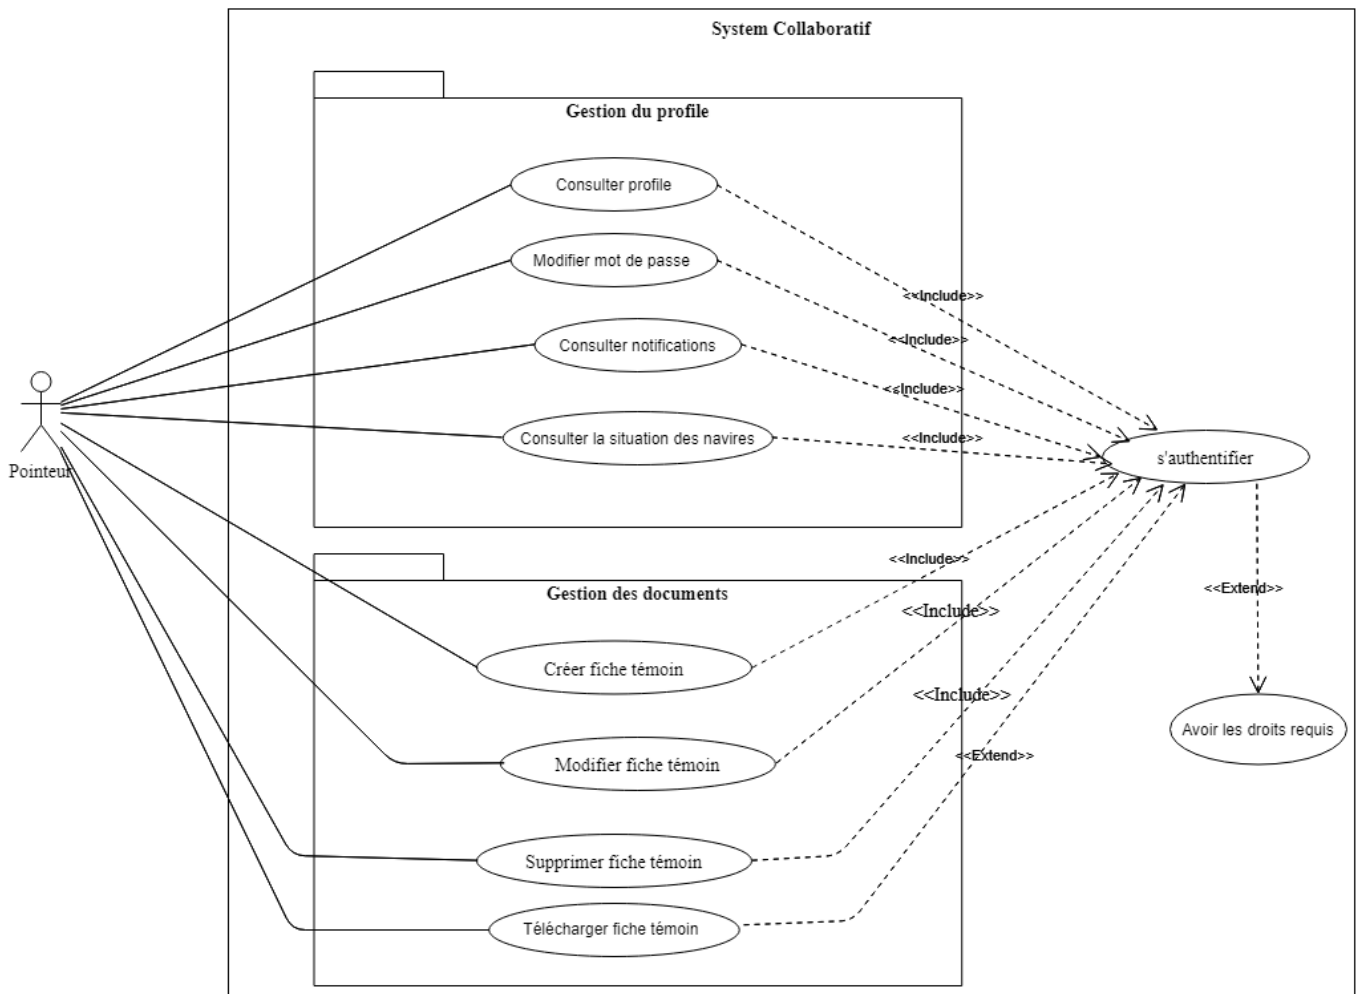 System Collaboratif
Gestion du profile
Consulter profile
Modifier mot de passe
<<Include>>
<<Include>>
Consulter notifications
<<Include>>
Consulter la situation des navires
<<Include>>
s'authentifier
Pointeur
<<Include>>
<<Extend>>
Gestion des documents
<<Include>>
Créer fiche témoin
<<Include>>
Avoir les droits requis
<<Extend>>
Modifier fiche témoin
Supprimer fiche témoin
Télécharger fiche témoin